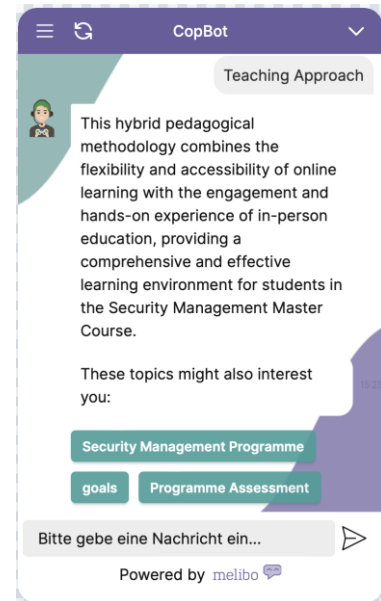 CopBot
Teaching Approach
This hybrid pedagogical
methodology combines the
flexibility and accessibility of online
learning with the engagement and
hands-on experience of in-person
education, providing a
comprehensive and effective
learning environment for students in
the Security Management Master
Course.
These topics might also interest
you:
Security Management Programme
goals Programme Assessment
Bitte gebe eine Nachricht ein...
Powered by melibo